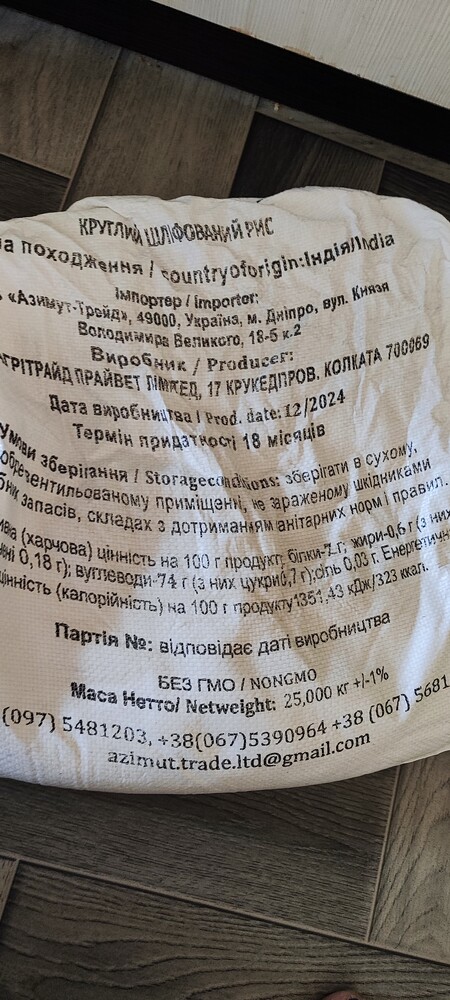 КРУГЛИЙ ШЛІФОВАНИЙ РИС
на походження / countryoforigin:Індія/India
Імпортер / importer:
«Азимут-Трейд», 49000, Україна, м. Дніпро, вул. Князя
Володимира Великого, 18-б к.2
Виробник / Producer:
АГРІТРАЙД ПРАЙВЕТ ЛІМІТЕД, 17 КРУКЕДПРОВ. КОЛКАТА 700069
Дата виробництва / Prod. date: 12/2024
Термін придатності 18 місяців
Умови зберігання / Storageconditions: зберігати в сухому,
провентильованому приміщенні, не зараженому шкідниками
запасів, складах з дотриманням санітарних норм і правил.
(харчова) цінність на 100 г продукт; білки-7 г; жири-0,6 г (з них
0,18 г); вуглеводи-74 г (з них цукри0,7 г);сіль 0,03 г. Енергетична
цінність (калорійність) на 100 г продукту1351,43 кДж/323 ккал.
Партія №: відповідає даті виробництва
БЕЗ ГМО / NONGMO
Маса Нетто/ Netweight: 25,000 кг +/-1%
(097) 5481203, +38(067)5390964 +38 (067) 5681
azimut.trade.ltd@gmail.com